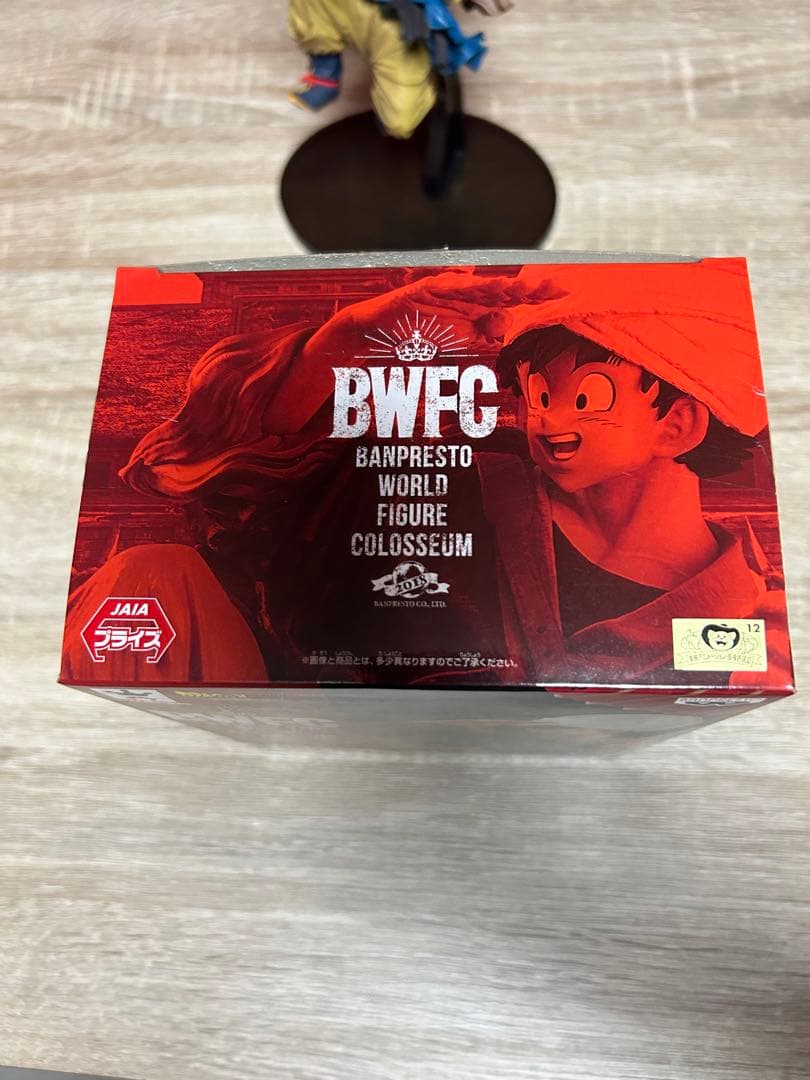 BWFC
BANPRESTO
WORLD
FIGURE
COLOSSEUM
2018
BANPRESTO CO., LTD.
JAIA
プライズ
12
※画像と商品とは、多少異なりますのでご了承ください。